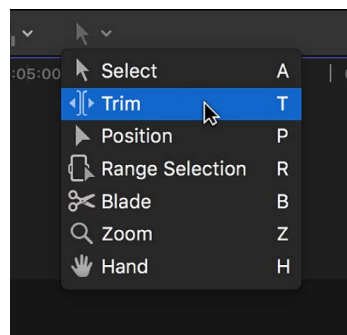 :05:00
Select A
Trim T
Position P
Range Selection R
Blade B
Zoom Z
Hand H